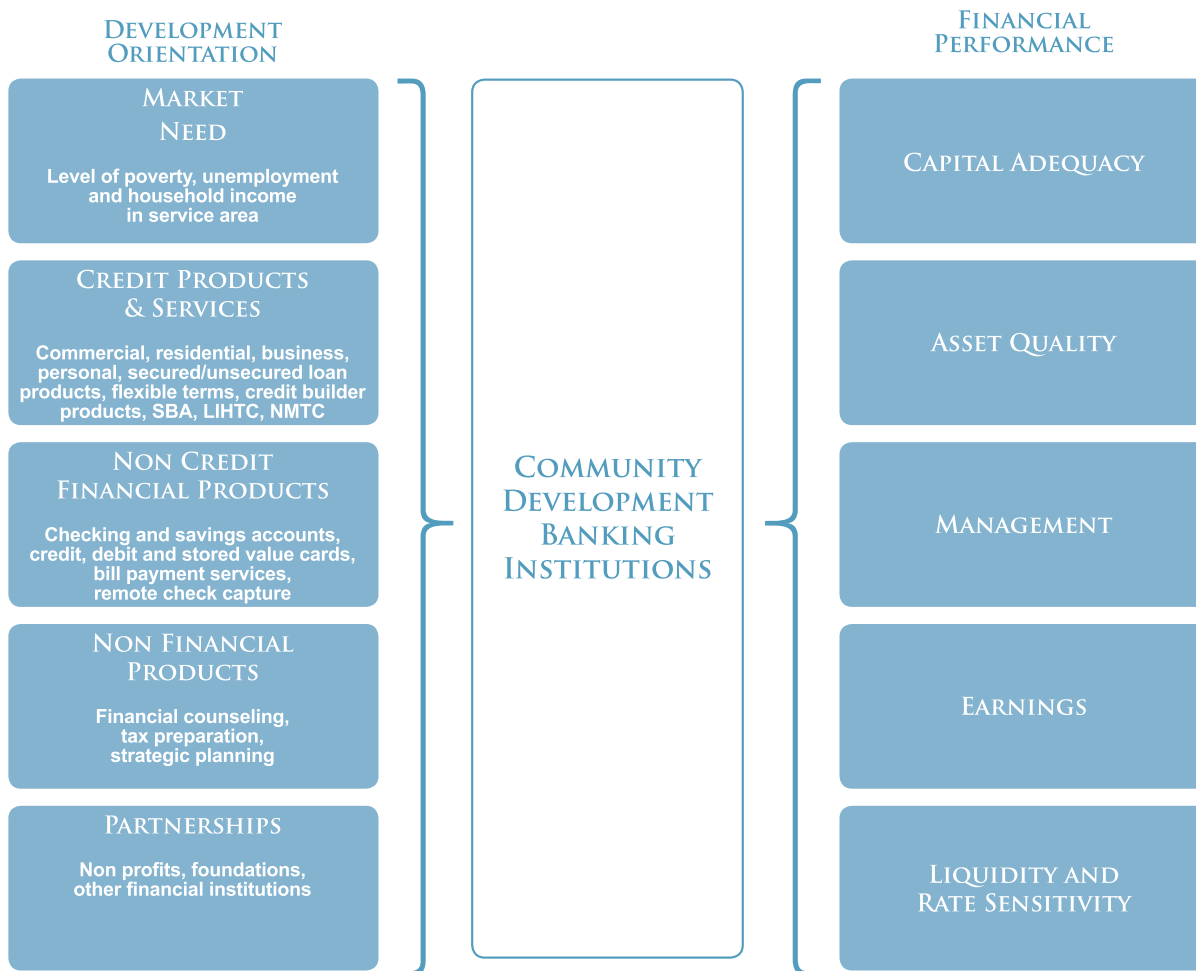 Development
Orientation
Market
Need
Level of poverty, unemployment
and household income
in service area
Credit Products
& Services
Commercial, residential, business,
personal, secured/unsecured loan
products, flexible terms, credit builder
products, SBA, LIHTC, NMTC
Non Credit
Financial Products
Checking and savings accounts,
credit, debit and stored value cards,
bill payment services,
remote check capture
Non Financial
Products
Financial counseling,
tax preparation,
strategic planning
Partnerships
Non profits, foundations,
other financial institutions
Community
Development
Banking
Institutions
Financial
Performance
Capital Adequacy
Asset Quality
Management
Earnings
Liquidity and
Rate Sensitivity